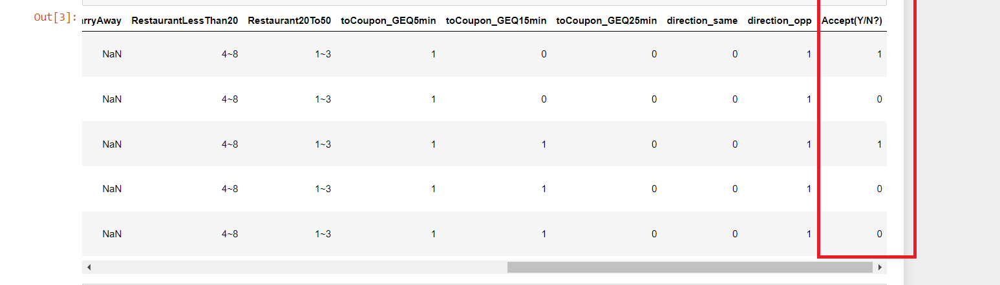 Out[3]:
arryAway RestaurantLessThan20 Restaurant20To50 toCoupon_GEQ5min toCoupon_GEQ15min toCoupon_GEQ25min direction_same direction_opp Accept(Y/N?)
NaN 4~8 1~3 1 0 0 0 1 1
NaN 4~8 1~3 1 0 0 0 1 0
NaN 4~8 1~3 1 1 0 0 1 1
NaN 4~8 1~3 1 1 0 0 1 0
NaN 4~8 1~3 1 1 0 0 1 0